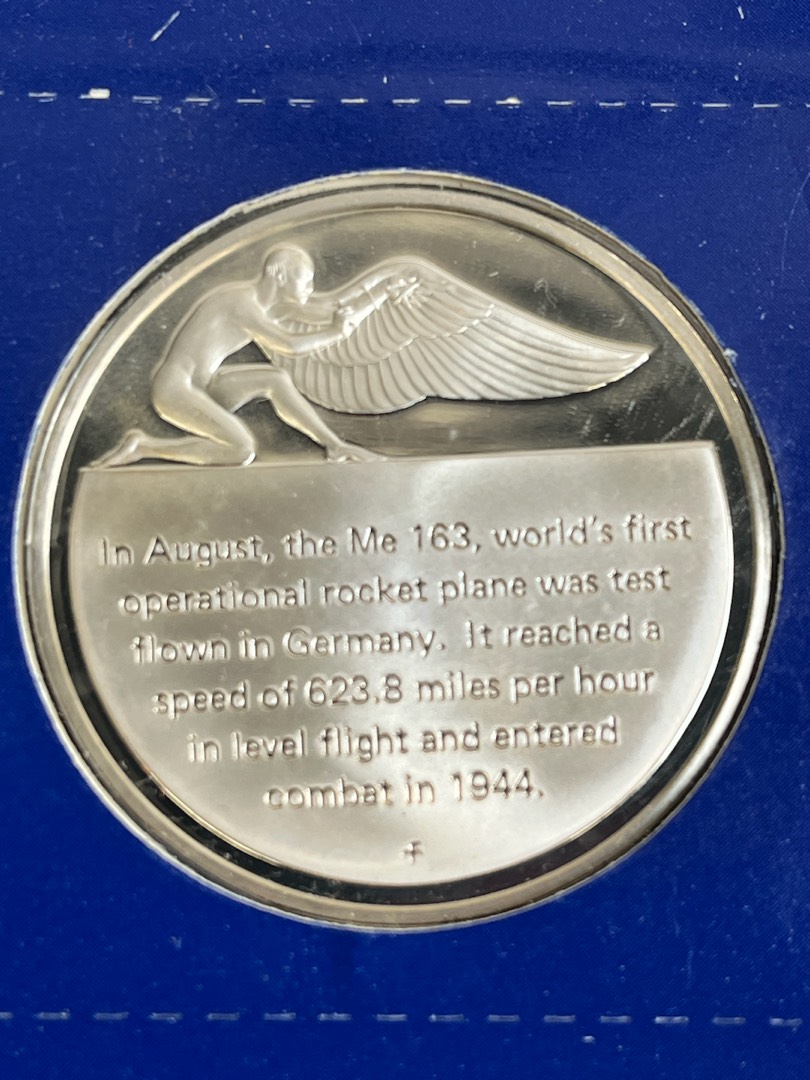 In August, the Me 163, world's first
operational rocket plane was test
flown in Germany. It reached a
speed of 623.8 miles per hour
in level flight and entered
combat in 1944.